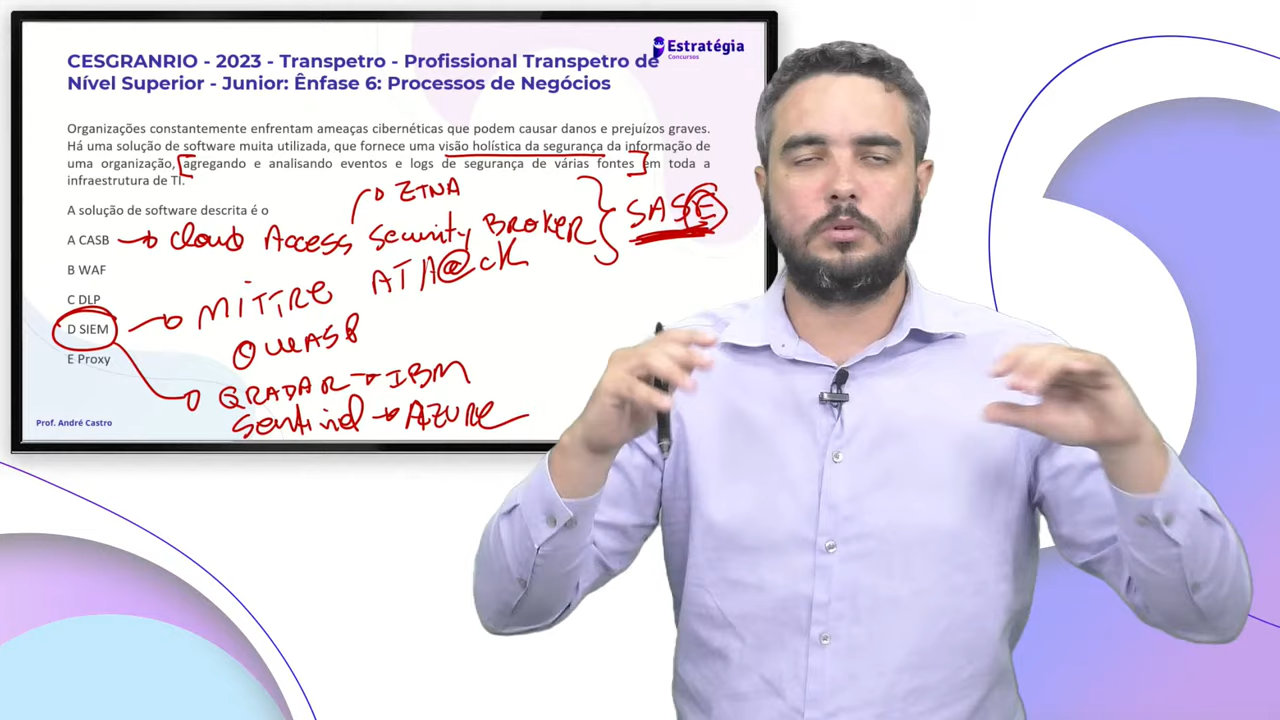 CESGRANRIO - 2023 - Transpetro - Profissional Transpetro de
Nível Superior - Junior: Ênfase 6: Processos de Negócios
Estratégia
Concursos
Organizações constantemente enfrentam ameaças cibernéticas que podem causar danos e prejuízos graves.
Há uma solução de software muita utilizada, que fornece uma visão holística da segurança da informação de
uma organização, agregando e analisando eventos e logs de segurança de várias fontes em toda a
infraestrutura de TI.
ZTNA
A solução de software descrita é o
SASE
A CASB
Cloud Access Security Broker
B WAF
C DLP
MITTRE ATT@ck
D SIEM
E Proxy
QRADAR → IBM
Sentinel → AZURE
Prof. André Castro